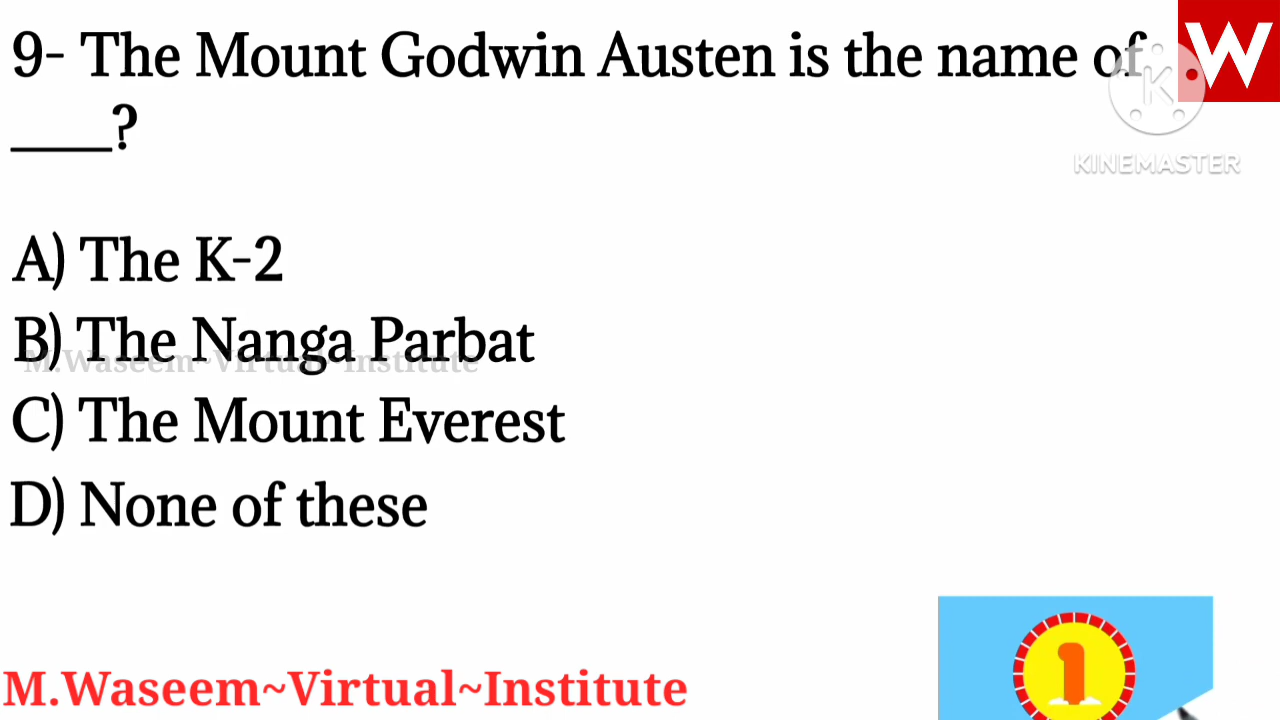 9- The Mount Godwin Austen is the name of
____?
W
K
KINEMASTER
A) The K-2
B) The Nanga Parbat
M.Waseem~Virtual~Institute
C) The Mount Everest
D) None of these
1
M.Waseem~Virtual~Institute